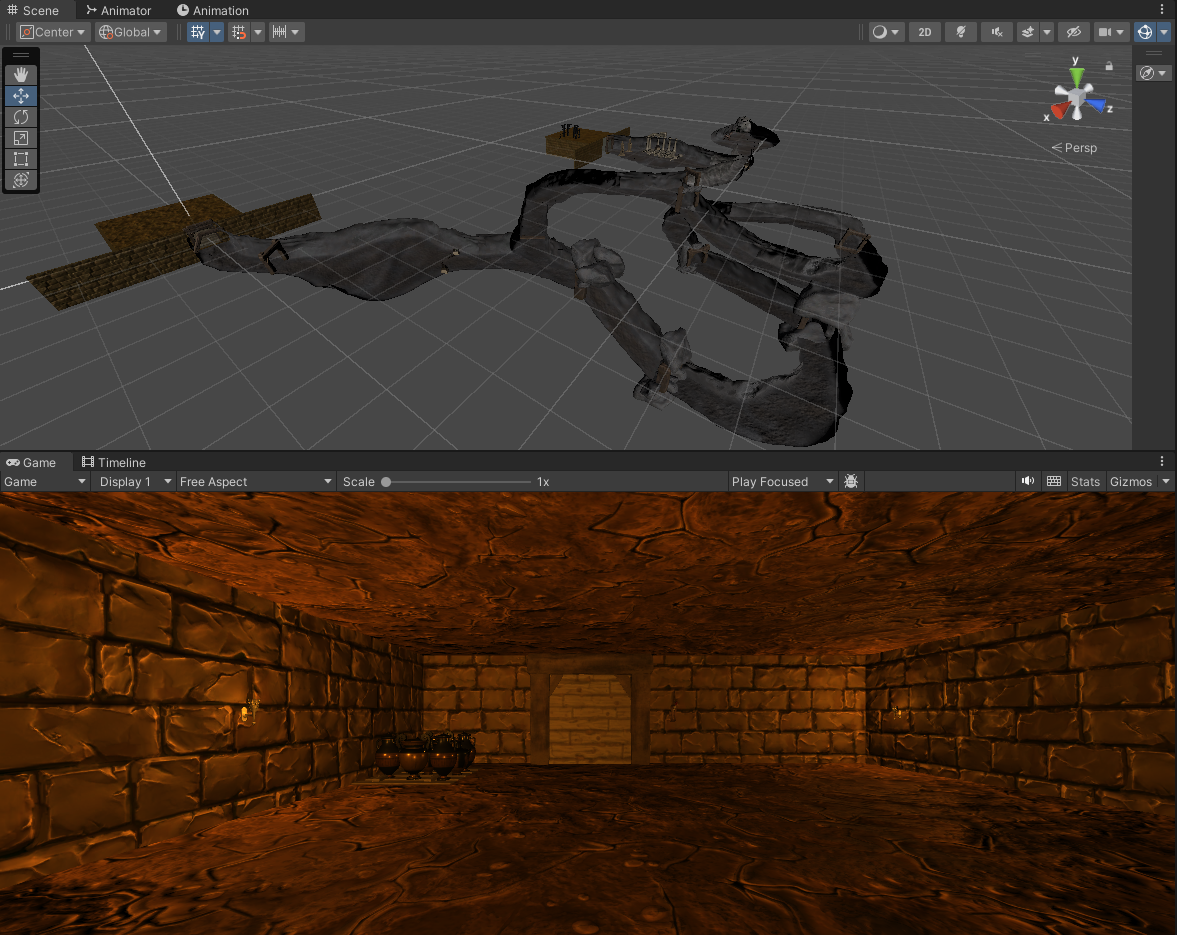 Scene Animator Animation
Center Global 2D
y
x
z
Persp
Game Timeline
Game Display 1 Free Aspect Scale 1x Play Focused Stats Gizmos